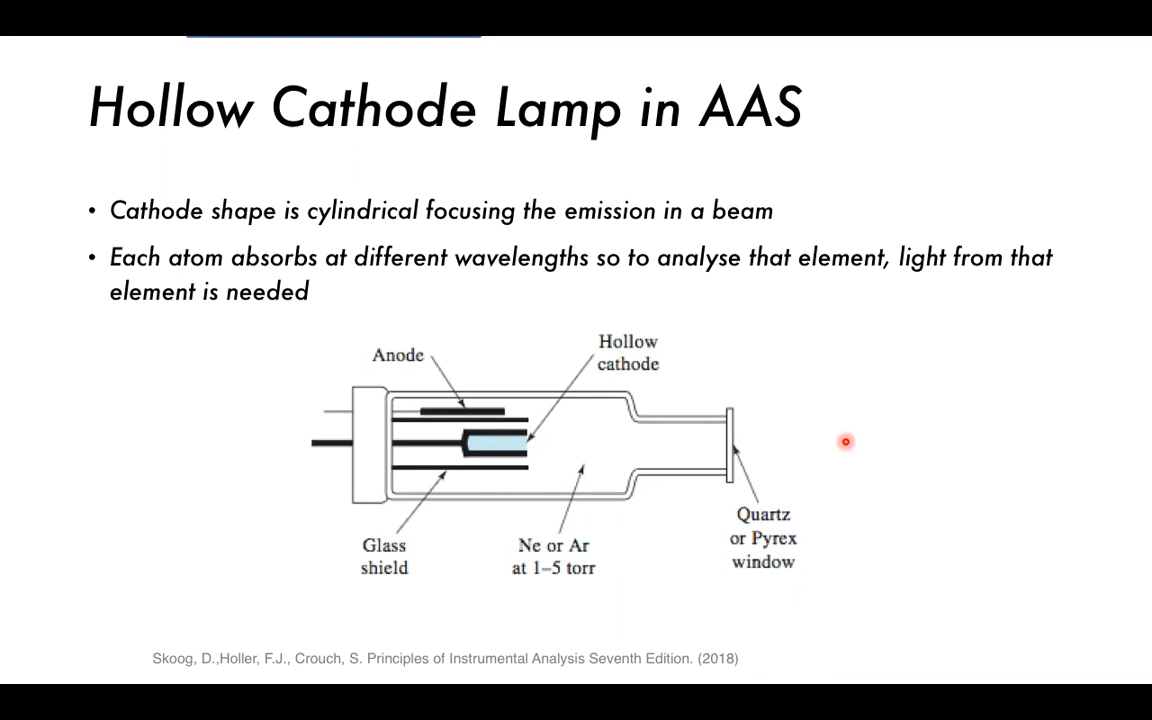 Hollow Cathode Lamp in AAS
• Cathode shape is cylindrical focusing the emission in a beam
• Each atom absorbs at different wavelengths so to analyse that element, light from that
element is needed
Anode
Hollow
cathode
Glass
shield
Ne or Ar
at 1–5 torr
Quartz
or Pyrex
window
Skoog, D.,Holler, F.J., Crouch, S. Principles of Instrumental Analysis Seventh Edition. (2018)